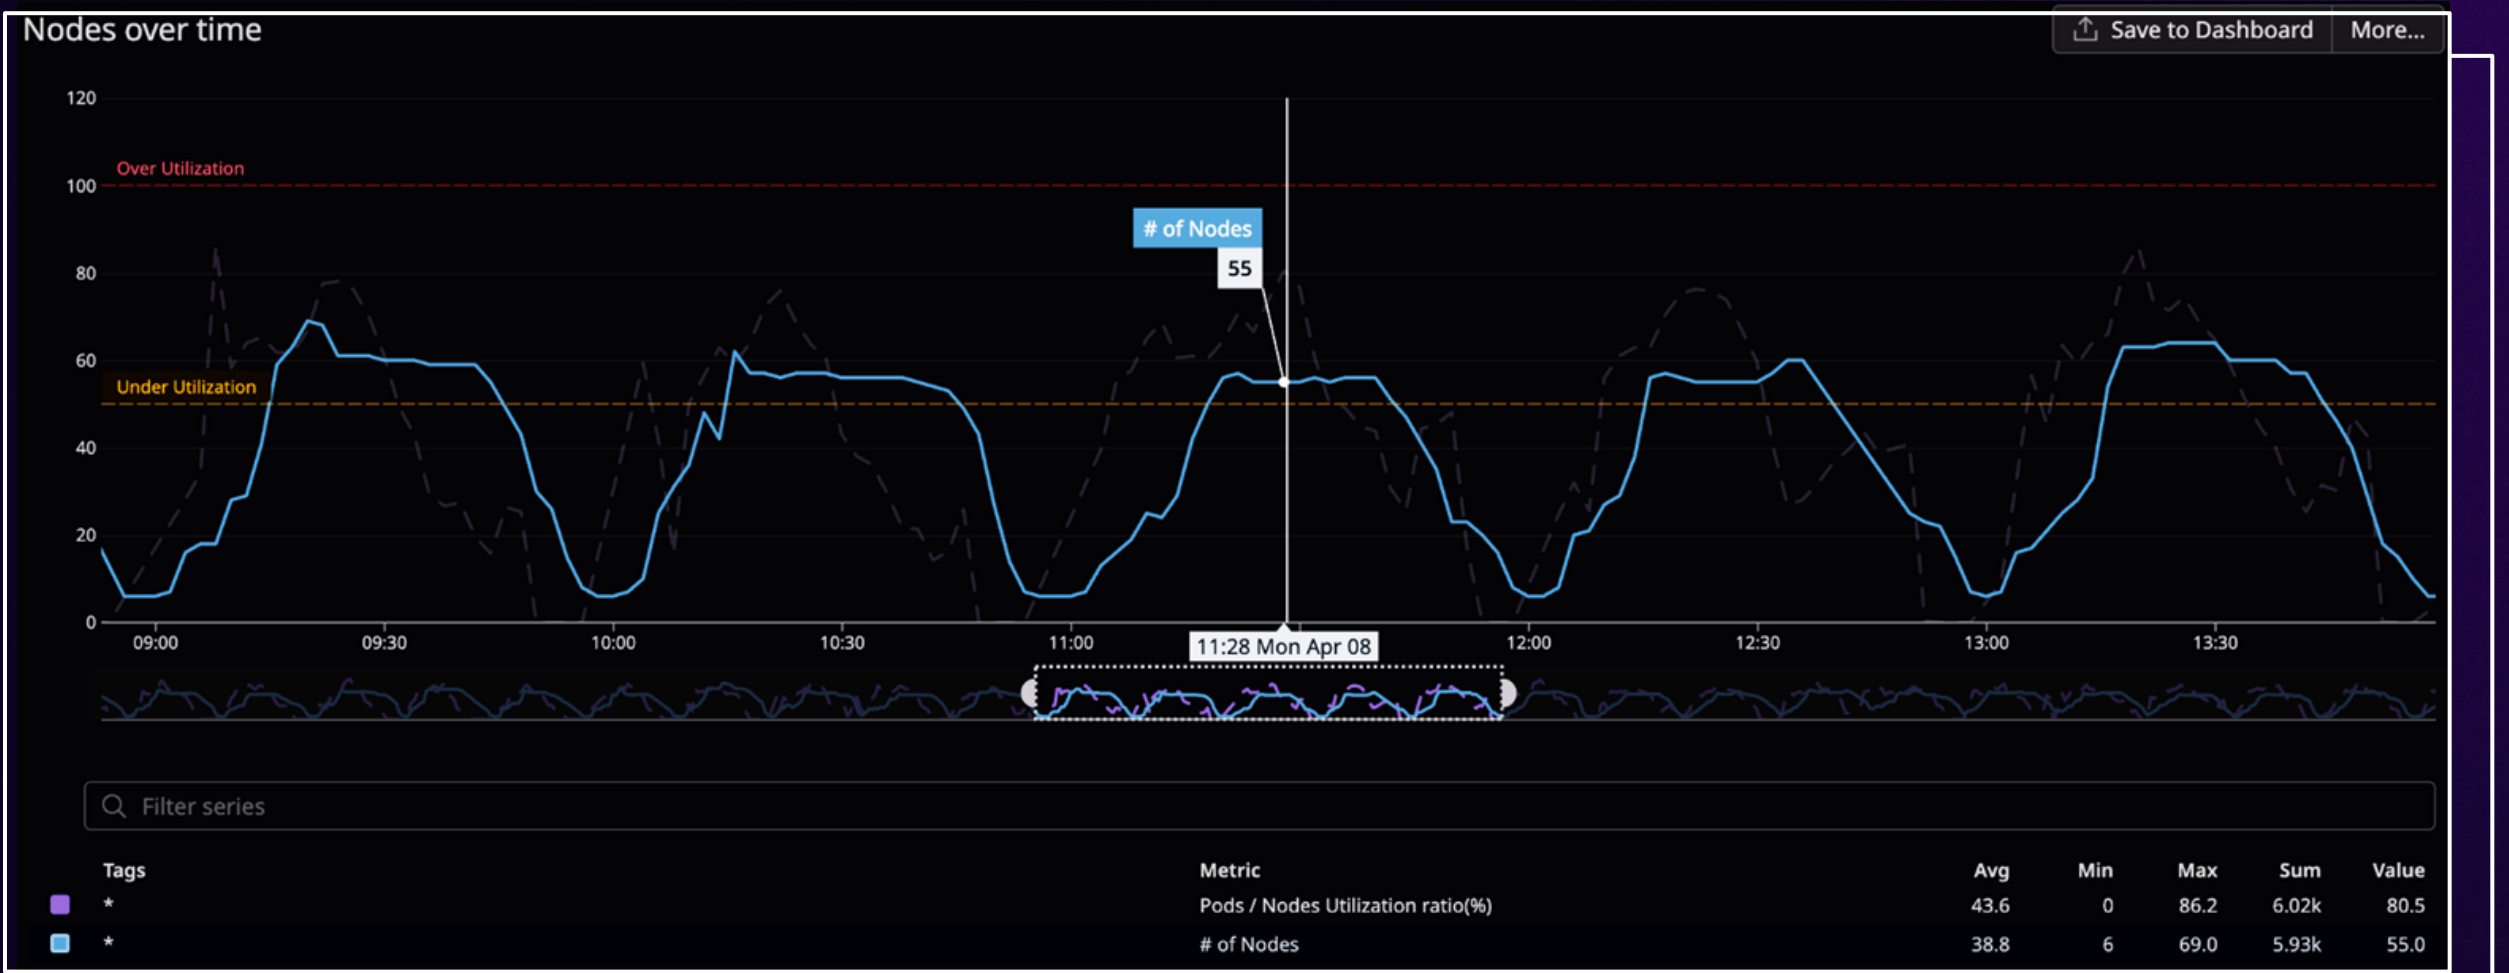 Nodes over time
Save to Dashboard More...
120
Over Utilization
100
# of Nodes
55
80
60
Under Utilization
40
20
0
09:00 09:30 10:00 10:30 11:00 11:28 Mon Apr 08 12:00 12:30 13:00 13:30
Filter series
Tags Metric Avg Min Max Sum Value
* Pods / Nodes Utilization ratio(%) 43.6 0 86.2 6.02k 80.5
* # of Nodes 38.8 6 69.0 5.93k 55.0